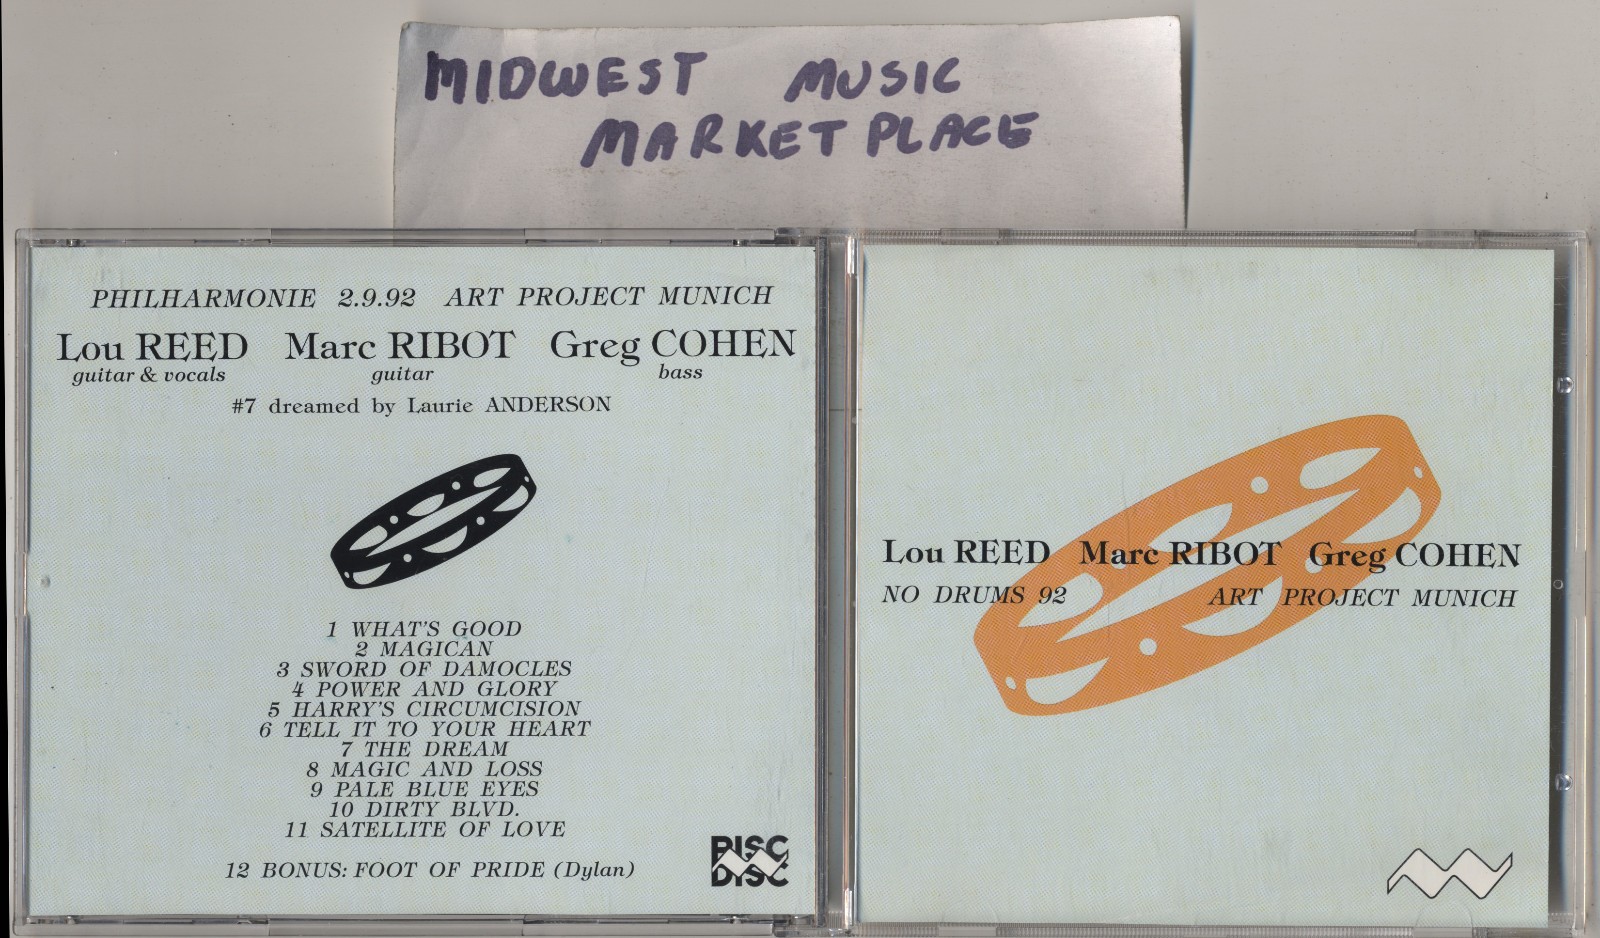 MIDWEST MUSIC
MARKETPLACE
PHILHARMONIE 2.9.92 ART PROJECT MUNICH
Lou REED Marc RIBOT Greg COHEN
guitar & vocals guitar bass
#7 dreamed by Laurie ANDERSON
1 WHAT'S GOOD
2 MAGICAN
3 SWORD OF DAMOCLES
4 POWER AND GLORY
5 HARRY'S CIRCUMCISION
6 TELL IT TO YOUR HEART
7 THE DREAM
8 MAGIC AND LOSS
9 PALE BLUE EYES
10 DIRTY BLVD.
11 SATELLITE OF LOVE
12 BONUS: FOOT OF PRIDE (Dylan)
DISC
DISC
Lou REED Marc RIBOT Greg COHEN
NO DRUMS 92 ART PROJECT MUNICH